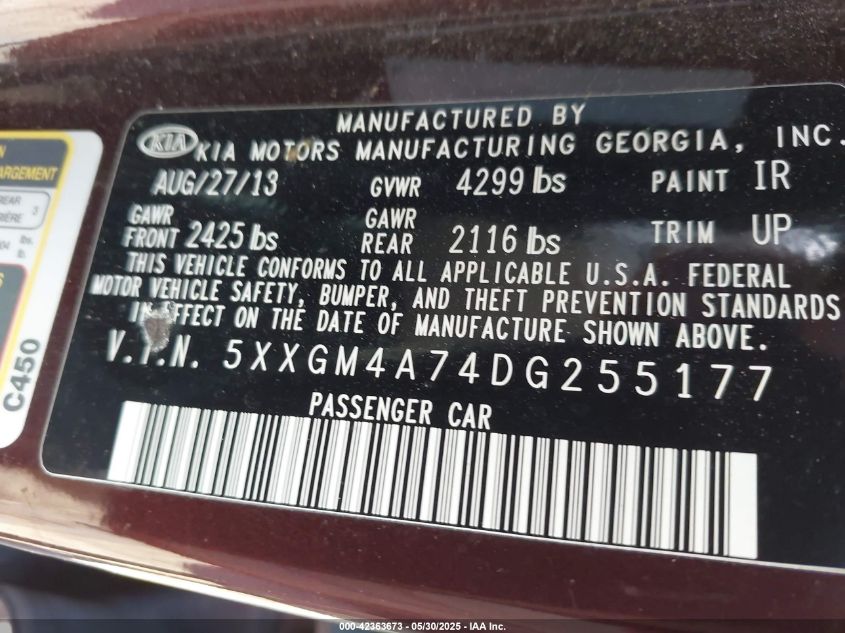 MANUFACTURED BY
KIA KIA MOTORS MANUFACTURING GEORGIA, INC.
AUG/27/13 GVWR 4299 lbs PAINT IR
GAWR FRONT 2425 lbs GAWR REAR 2116 lbs TRIM UP
THIS VEHICLE CONFORMS TO ALL APPLICABLE U.S.A. FEDERAL
MOTOR VEHICLE SAFETY, BUMPER, AND THEFT PREVENTION STANDARDS
IN EFFECT ON THE DATE OF MANUFACTURE SHOWN ABOVE.
V.I.N. 5XXGM4A74DG255177
PASSENGER CAR
C450
000-42363673 - 05/30/2025 - IAA Inc.